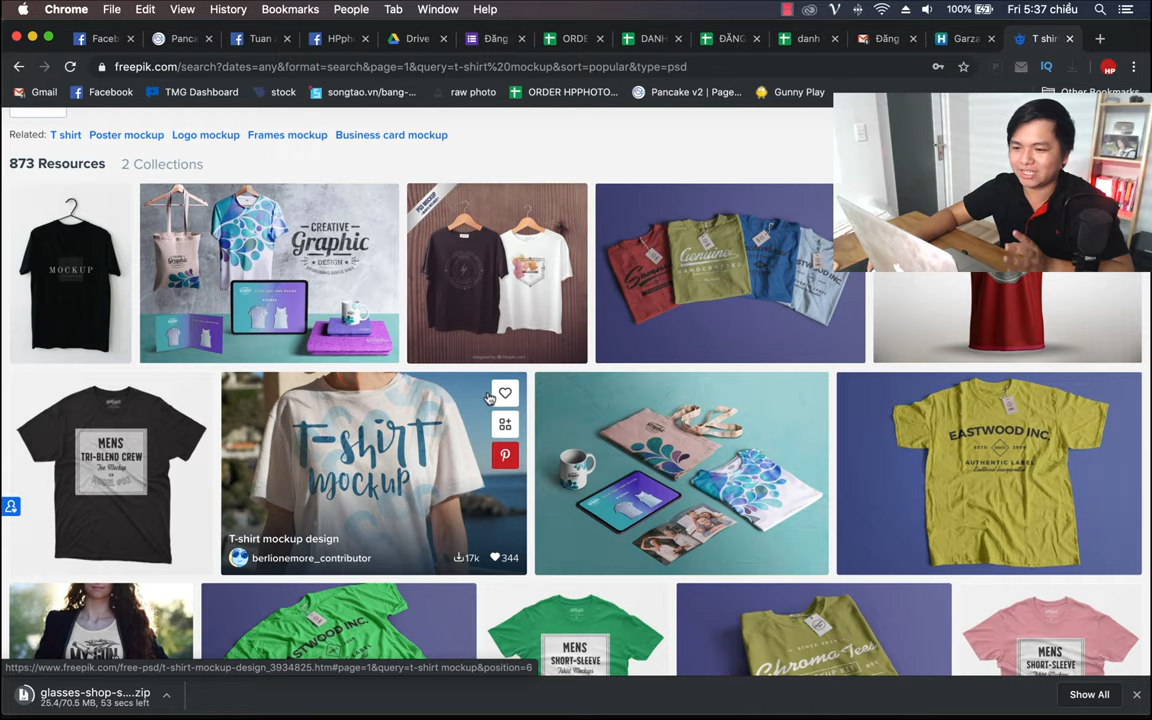 Chrome File Edit View History Bookmarks People Tab Window Help 100% Fri 5:37 chiều
Faceb Panca Tuan HPph Drive Đăng ORDE DANH ĐĂNG danh Đăng Garza T shir
freepik.com/search?dates=any&format=search&page=1&query=t-shirt%20mockup&sort=popular&type=psd
Gmail Facebook TMG Dashboard stock songtao.vn/bang-... raw photo ORDER HPPHOTO... Pancake v2 | Page... Gunny Play Other Bookmarks
Related: T shirt Poster mockup Logo mockup Frames mockup Business card mockup
873 Resources 2 Collections
MOCKUP
CREATIVE
Graphic
DESIGN
PSD MOCKUP
Genuine
HANDCRAFTED
EASTWOOD INC.
MENS
TRI-BLEND CREW
T-shirt
mockup
T-shirt mockup design
berlionemore_contributor 17k 344
EASTWOOD INC.
AUTHENTIC LABEL
EASTWOOD INC.
MENS
SHORT-SLEEVE
Chroma Tees
MENS
SHORT-SLEEVE
https://www.freepik.com/free-psd/t-shirt-mockup-design_3934825.htm#page=1&query=t-shirt mockup&position=6
glasses-shop-s....zip
25.4/70.5 MB, 53 secs left
Show All